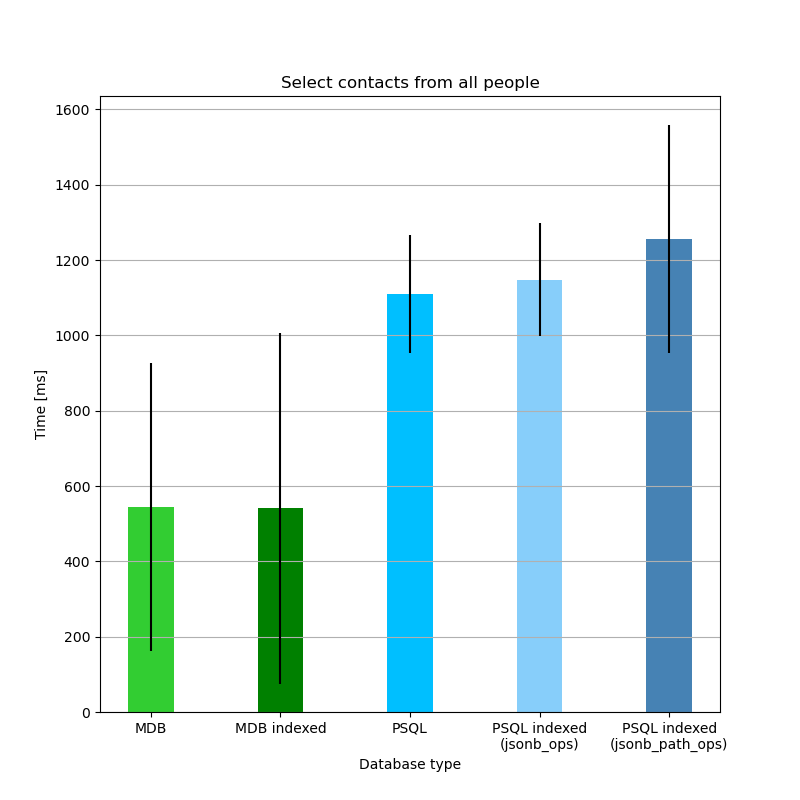 Select contacts from all people
1600
1400
1200
1000
800
600
400
200
0
Time [ms]
MDB
MDB indexed
PSQL
PSQL indexed
(jsonb_ops)
PSQL indexed
(jsonb_path_ops)
Database type